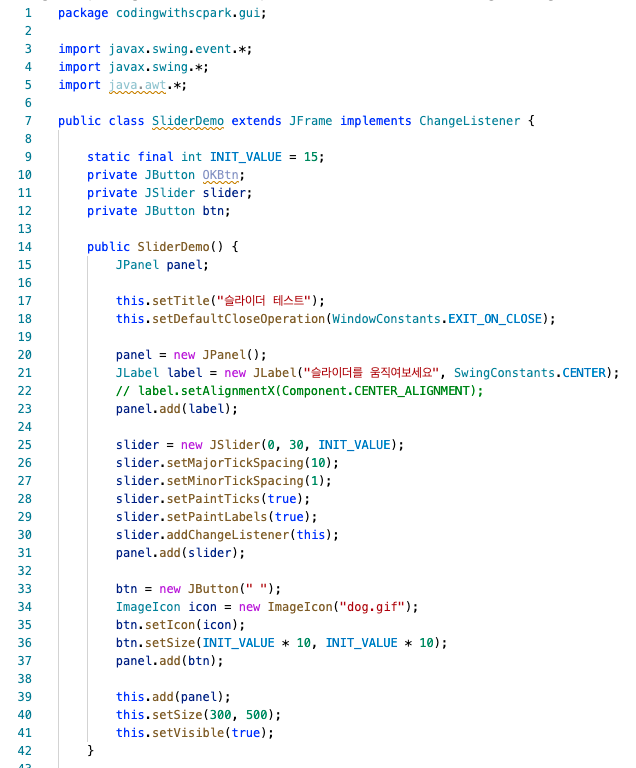 1 package codingwithscpark.gui;
2
3 import javax.swing.event.*;
4 import javax.swing.*;
5 import java.awt.*;
6
7 public class SliderDemo extends JFrame implements ChangeListener {
8
9     static final int INIT_VALUE = 15;
10     private JButton OKBtn;
11     private JSlider slider;
12     private JButton btn;
13
14     public SliderDemo() {
15         JPanel panel;
16
17         this.setTitle("슬라이더 테스트");
18         this.setDefaultCloseOperation(WindowConstants.EXIT_ON_CLOSE);
19
20         panel = new JPanel();
21         JLabel label = new JLabel("슬라이더를 움직여보세요", SwingConstants.CENTER);
22         // label.setAlignmentX(Component.CENTER_ALIGNMENT);
23         panel.add(label);
24
25         slider = new JSlider(0, 30, INIT_VALUE);
26         slider.setMajorTickSpacing(10);
27         slider.setMinorTickSpacing(1);
28         slider.setPaintTicks(true);
29         slider.setPaintLabels(true);
30         slider.addChangeListener(this);
31         panel.add(slider);
32
33         btn = new JButton(" ");
34         ImageIcon icon = new ImageIcon("dog.gif");
35         btn.setIcon(icon);
36         btn.setSize(INIT_VALUE * 10, INIT_VALUE * 10);
37         panel.add(btn);
38
39         this.add(panel);
40         this.setSize(300, 500);
41         this.setVisible(true);
42     }